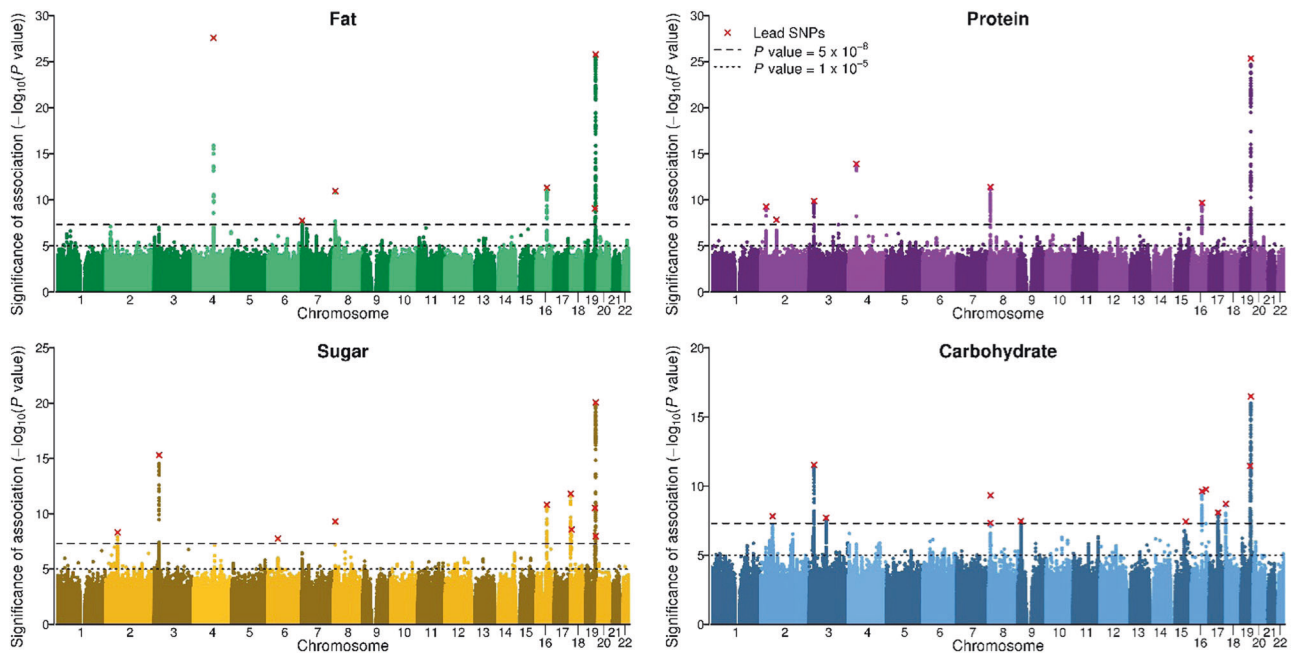 Fat
Significance of association (−log10(P value))
30
25
20
15
10
5
0
1 2 3 4 5 6 7 8 9 10 11 12 13 14 15 16 17 18 19 20 21 22
Chromosome
Protein
Significance of association (−log10(P value))
30
25
20
15
10
5
0
× Lead SNPs
P value = 5 x 10⁻⁸
P value = 1 x 10⁻⁵
1 2 3 4 5 6 7 8 9 10 11 12 13 14 15 16 17 18 19 20 21 22
Chromosome
Sugar
Significance of association (−log10(P value))
25
20
15
10
5
0
1 2 3 4 5 6 7 8 9 10 11 12 13 14 15 16 17 18 19 20 21 22
Chromosome
Carbohydrate
Significance of association (−log10(P value))
20
15
10
5
0
1 2 3 4 5 6 7 8 9 10 11 12 13 14 15 16 17 18 19 20 21 22
Chromosome